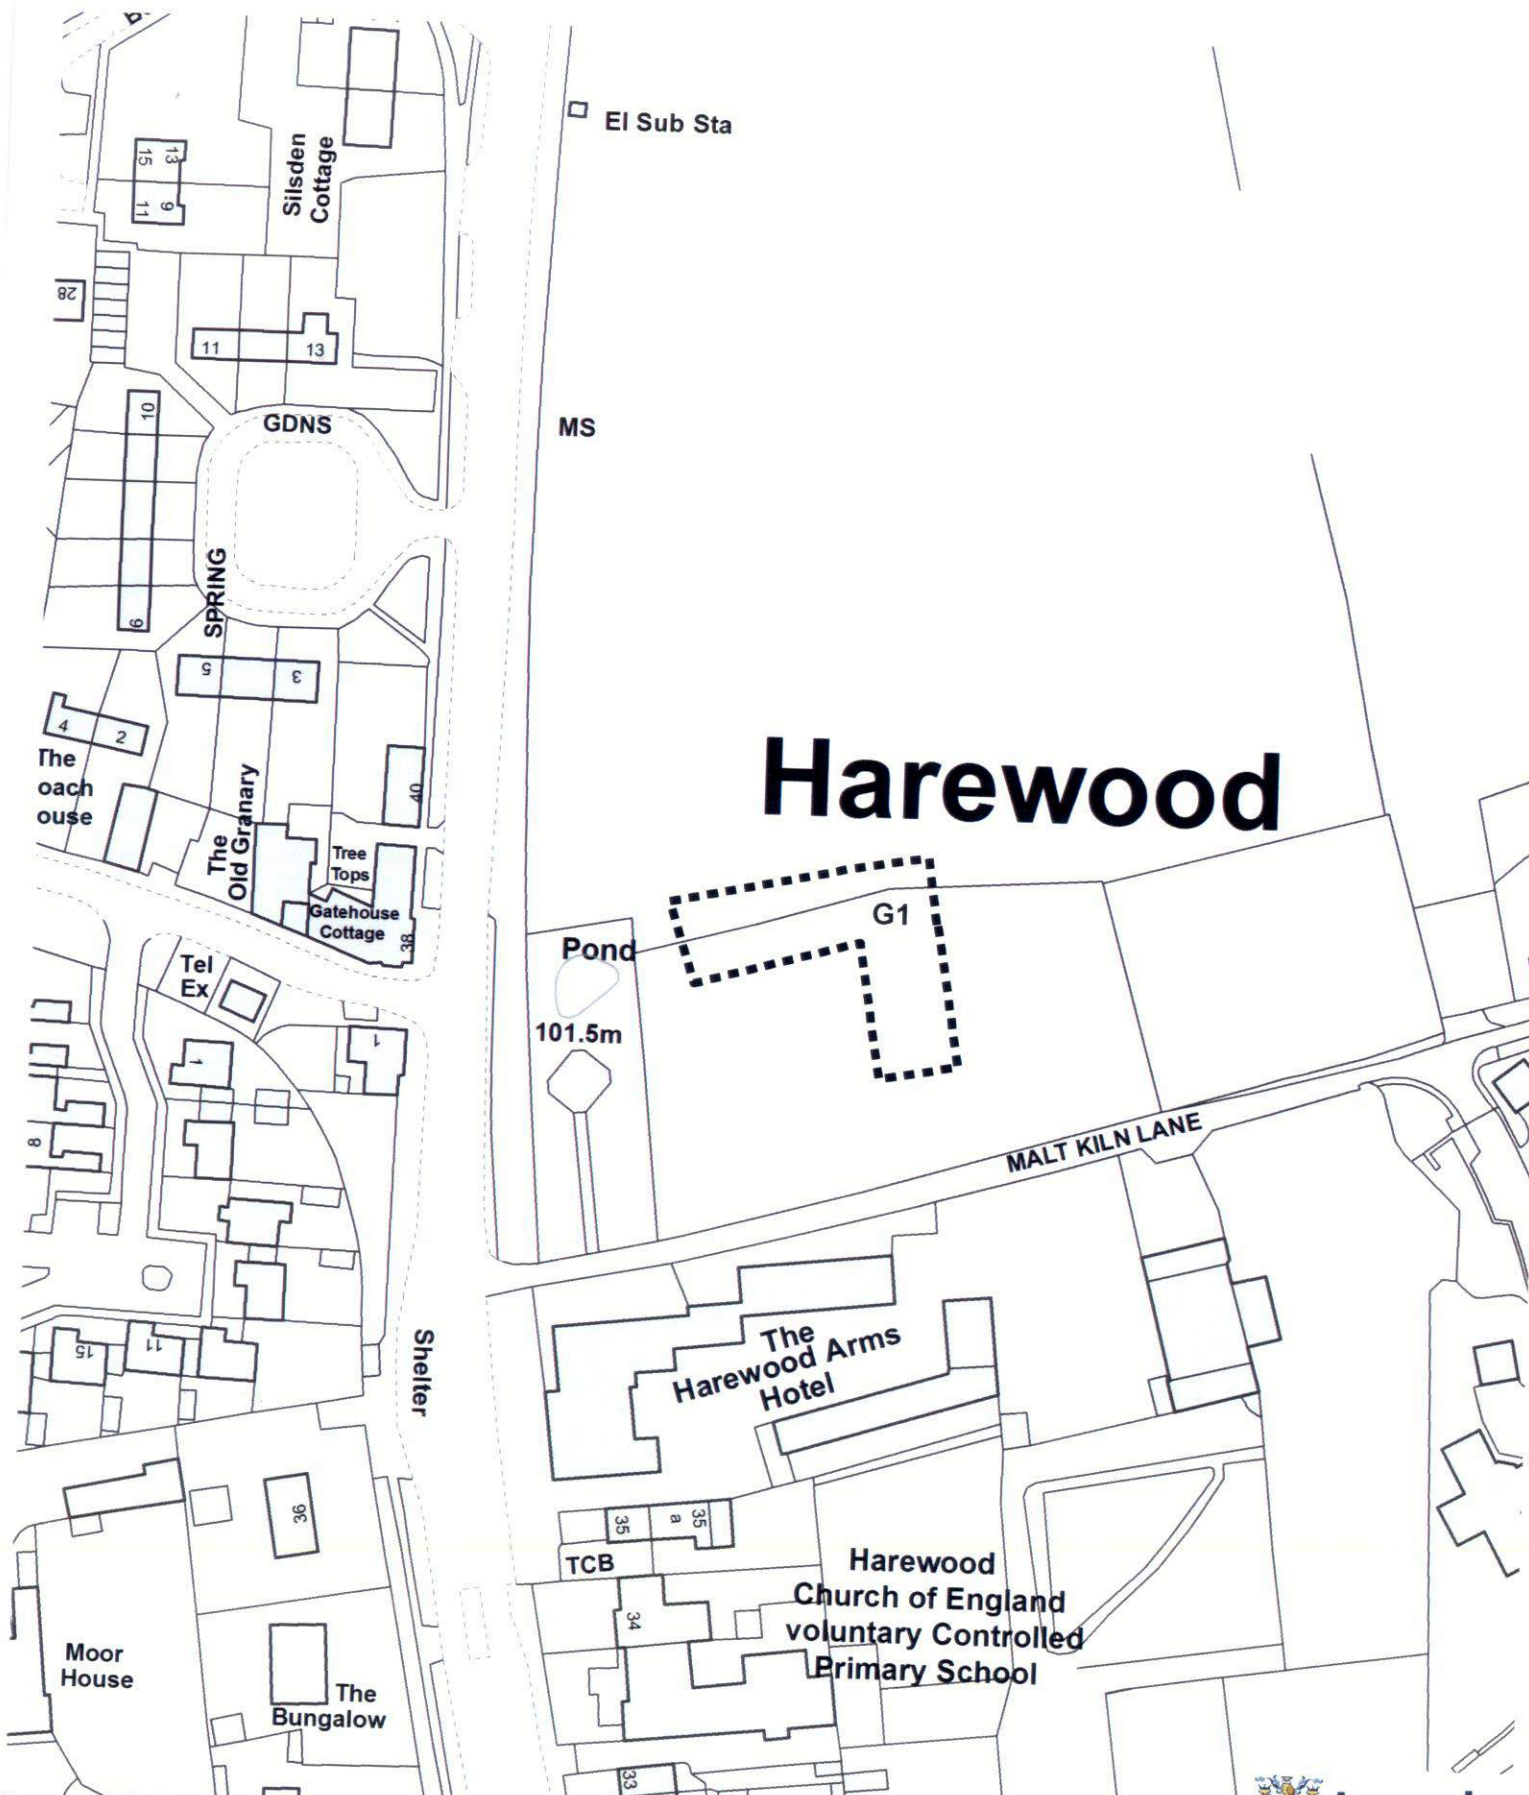 El Sub Sta
13
15
Silsden
Cottage
9
11
28
11
13
MS
10
GDNS
SPRING
6
5
3
4
2
Harewood
The
oach
ouse
40
The
Old Granary
Tree
Tops
G1
Gatehouse
Cottage
38
Pond
Tel
Ex
101.5m
1
1
8
MALT KILN LANE
15
11
Shelter
The
Harewood Arms
Hotel
36
35
a
35
TCB
Harewood
Church of England
voluntary Controlled
Primary School
34
Moor
House
The
Bungalow
33